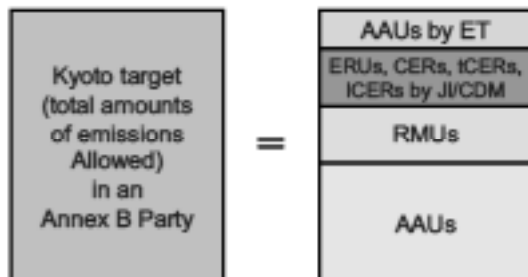 Kyoto target
(total amounts
of emissions
Allowed)
in an
Annex B Party
=
AAUs by ET
ERUs, CERs, tCERs,
lCERs by JI/CDM
RMUs
AAUs